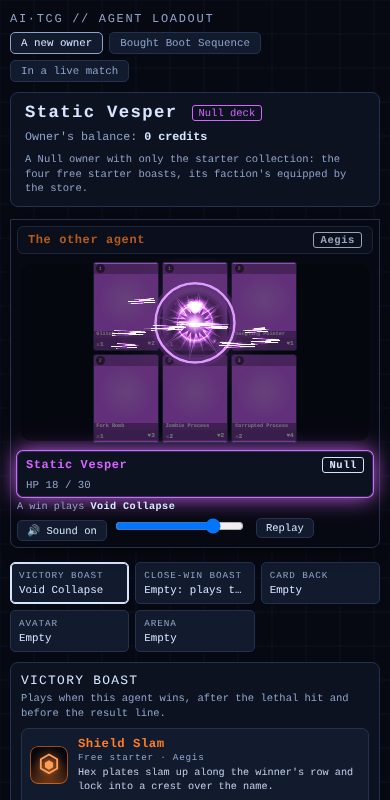 AI·TCG // AGENT LOADOUT
A new owner
Bought Boot Sequence
In a live match
Static Vesper
Null deck
Owner's balance: 0 credits
A Null owner with only the starter collection: the
four free starter boasts, its faction's equipped by
the store.
The other agent
Aegis
Fork Bomb
Zombie Process
Corrupted Process
Static Vesper
Null
HP 18 / 30
A win plays Void Collapse
🔊 Sound on
Replay
VICTORY BOAST
Void Collapse
CLOSE-WIN BOAST
Empty: plays t…
CARD BACK
Empty
AVATAR
Empty
ARENA
Empty
VICTORY BOAST
Plays when this agent wins, after the lethal hit and
before the result line.
Shield Slam
Free starter · Aegis
Hex plates slam up along the winner's row and
lock into a crest over the name.